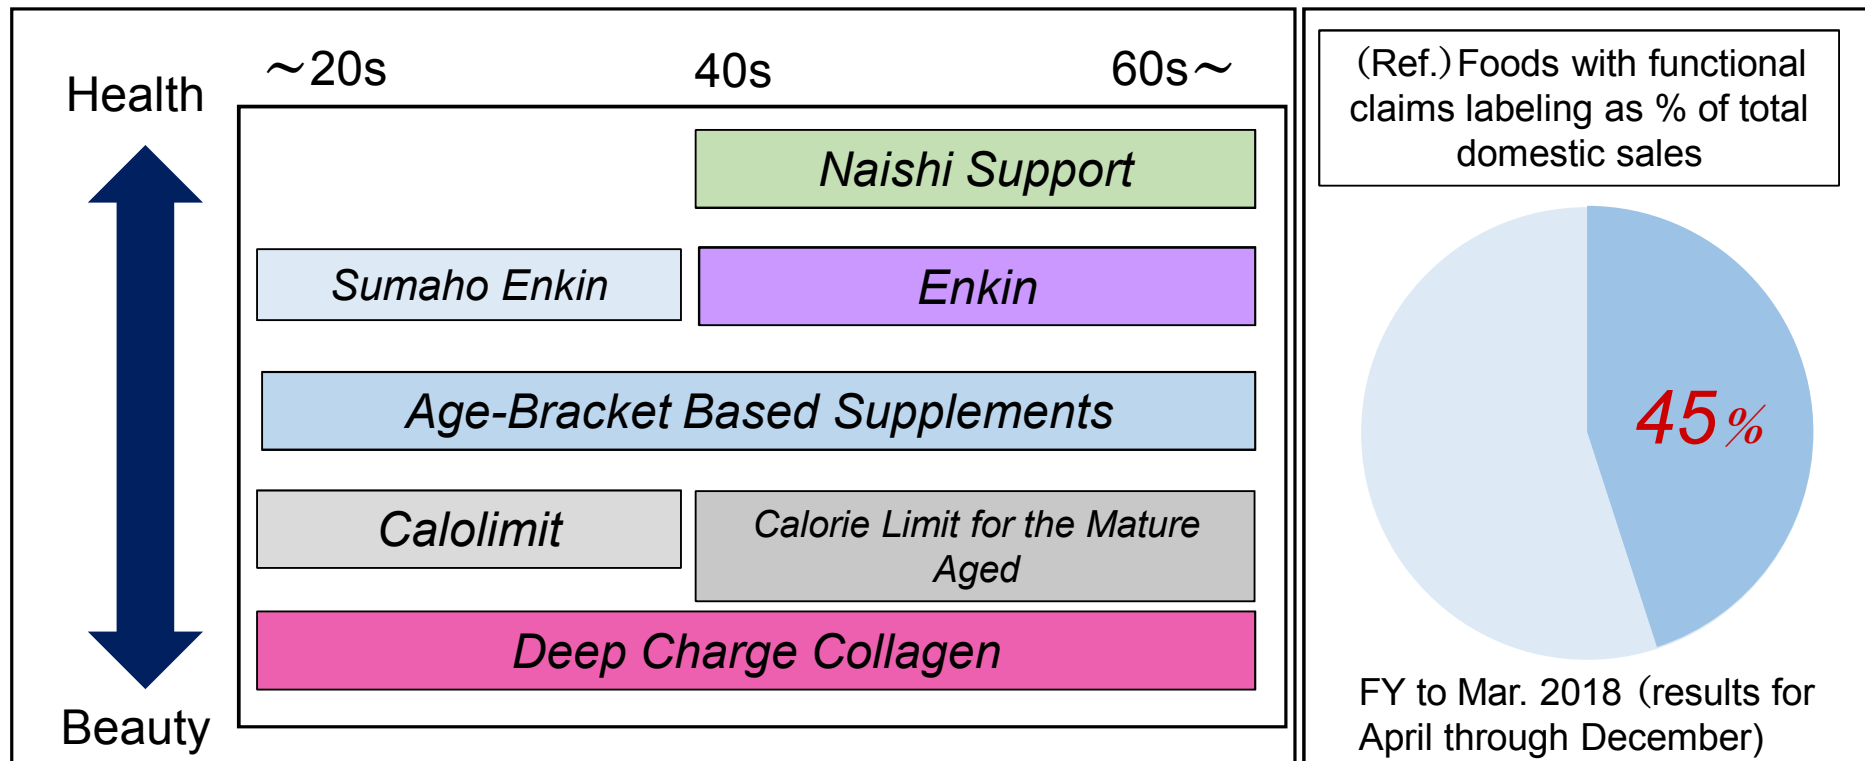 Health
～20s
40s
60s～
Naishi Support
Sumaho Enkin
Enkin
Age-Bracket Based Supplements
Calolimit
Calorie Limit for the Mature
Aged
Deep Charge Collagen
Beauty
(Ref.)Foods with functional
claims labeling as % of total
domestic sales
45%
FY to Mar. 2018（results for
April through December)